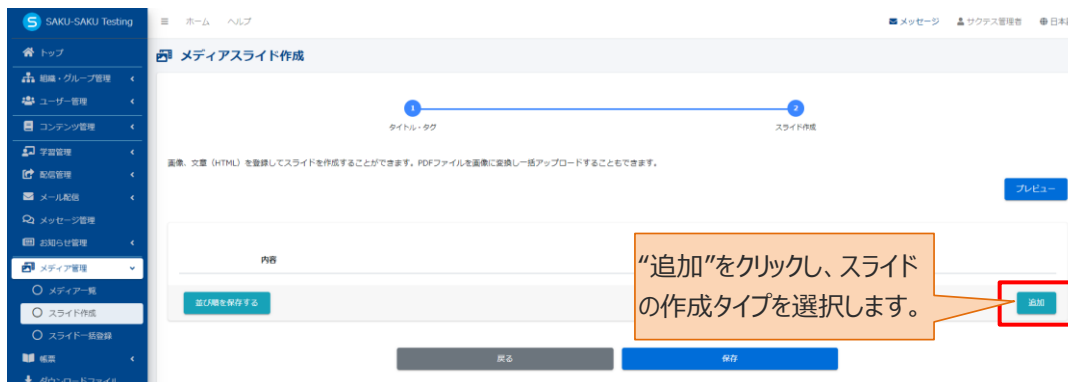 S SAKU-SAKU Testing
ホーム ヘルプ
メッセージ サクテス管理者 日本
トップ
メディアスライド作成
組織・グループ管理
ユーザー管理
コンテンツ管理
学習管理
配信管理
メール配信
メッセージ管理
お知らせ管理
メディア管理
メディア一覧
スライド作成
スライド一括登録
帳票
ダウンロードファイル
1 2
タイトル・タグ スライド作成
画像、文章（HTML）を登録してスライドを作成することができます。PDFファイルを画像に変換し一括アップロードすることもできます。
プレビュー
内容
並び順を保存する
追加
“追加”をクリックし、スライド
の作成タイプを選択します。
戻る 保存